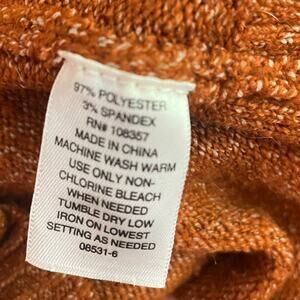 97% POLYESTER
3% SPANDEX
RN# 108357
MADE IN CHINA
MACHINE WASH WARM
USE ONLY NON-
CHLORINE BLEACH
WHEN NEEDED
TUMBLE DRY LOW
IRON ON LOWEST
SETTING AS NEEDED
08531-6